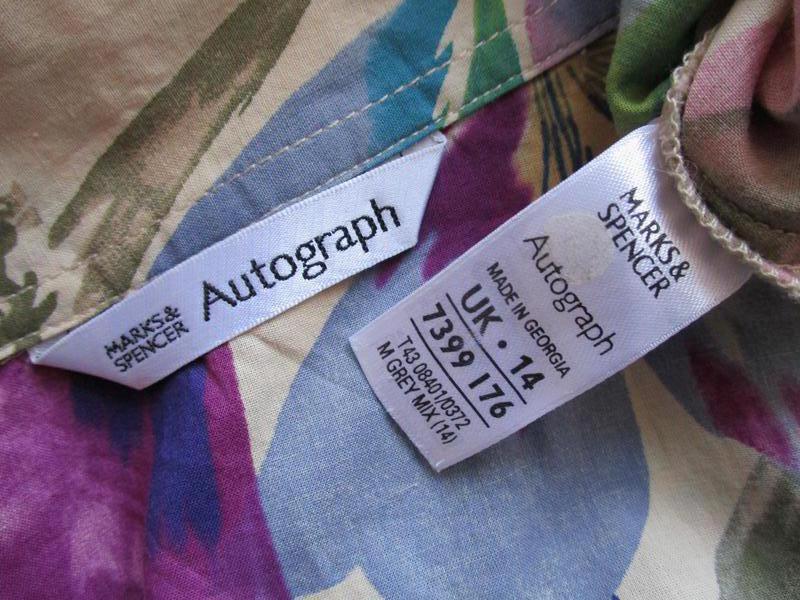 MARKS&
SPENCER
Autograph
MARKS&
SPENCER
Autograph
MADE IN GEORGIA
UK • 14
7399 176
T43 08401/0372
M GREY MIX (14)